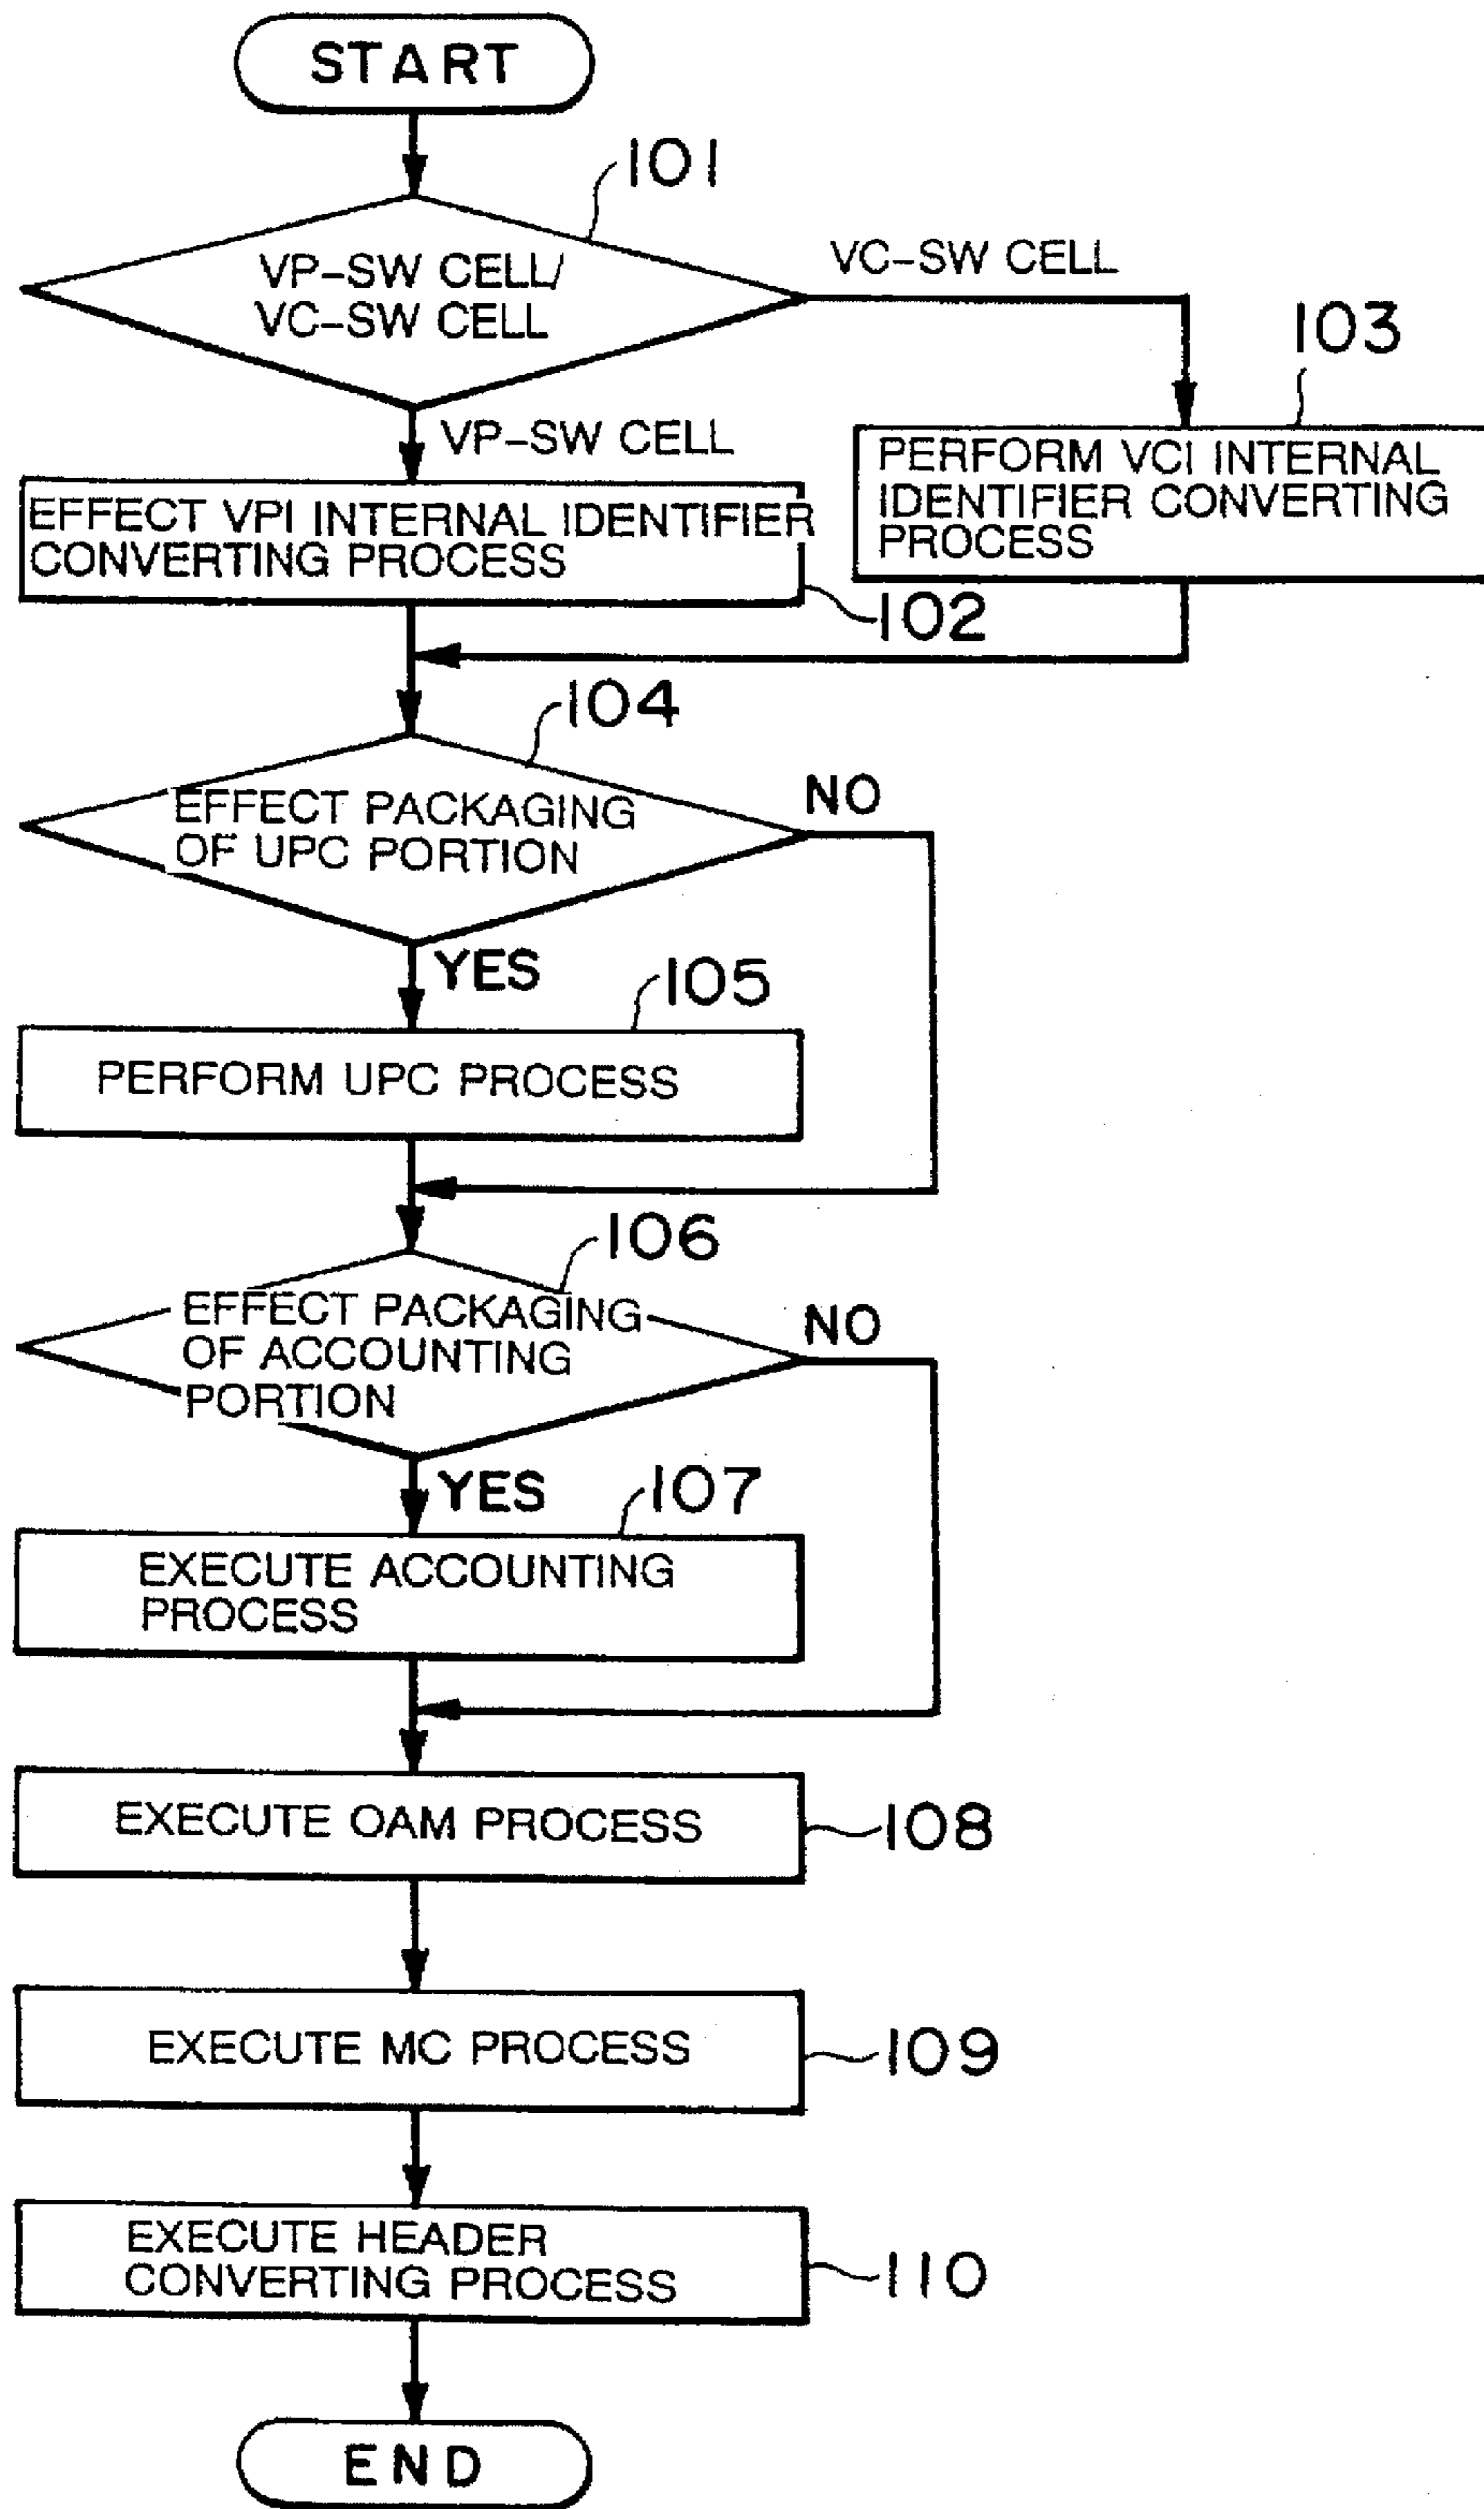 START
101
VP-SW CELL/
VC-SW CELL
VC-SW CELL
103
VP-SW CELL
PERFORM VCI INTERNAL
IDENTIFIER CONVERTING
PROCESS
EFFECT VPI INTERNAL IDENTIFIER
CONVERTING PROCESS
102
104
EFFECT PACKAGING
OF UPC PORTION
NO
YES
105
PERFORM UPC PROCESS
106
EFFECT PACKAGING
OF ACCOUNTING
PORTION
NO
YES
107
EXECUTE ACCOUNTING
PROCESS
EXECUTE OAM PROCESS
108
EXECUTE MC PROCESS
109
EXECUTE HEADER
CONVERTING PROCESS
110
END